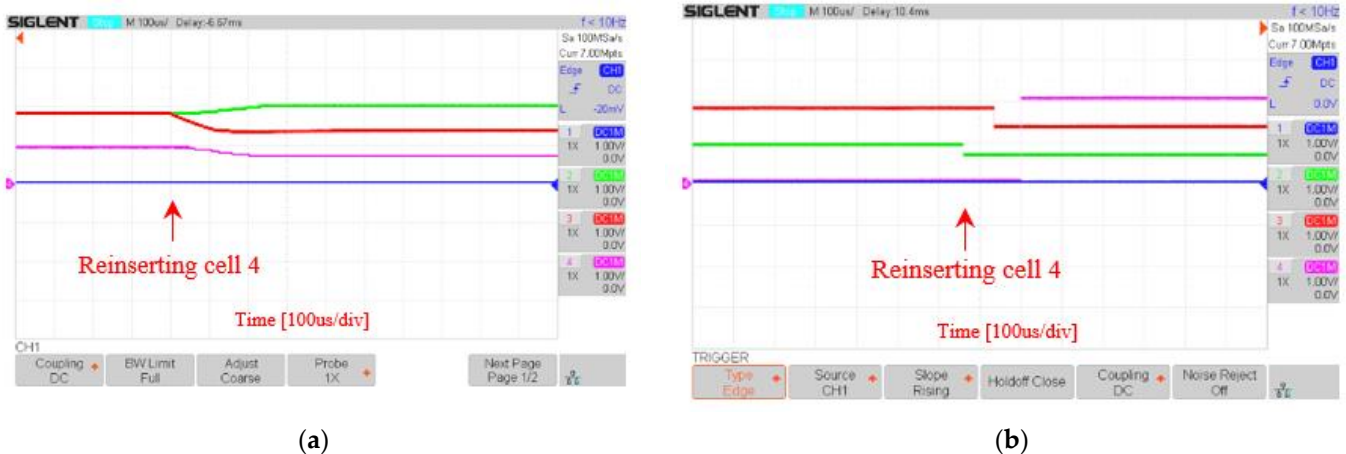 SIGLENT Stop M 100us/ Delay:-6.67ms f < 10Hz
Sa 100MSa/s
Curr 7.00Mpts
Edge CH1
DC
L -20mV
1 DC1M
1X 1.00V/
0.0V
2 DC1M
1X 1.00V/
0.0V
3 DC1M
1X 1.00V/
0.0V
4 DC1M
1X 1.00V/
0.0V
Reinserting cell 4
Time [100us/div]
CH1
Coupling DC
BW Limit Full
Adjust Coarse
Probe 1X
Next Page Page 1/2
(a)
SIGLENT Stop M 100us/ Delay:10.4ms f < 10Hz
Sa 100MSa/s
Curr 7.00Mpts
Edge CH1
DC
L 0.0V
1 DC1M
1X 1.00V/
0.0V
2 DC1M
1X 1.00V/
0.0V
3 DC1M
1X 1.00V/
0.0V
4 DC1M
1X 1.00V/
0.0V
Reinserting cell 4
Time [100us/div]
TRIGGER
Type Edge
Source CH1
Slope Rising
Holdoff Close
Coupling DC
Noise Reject Off
(b)